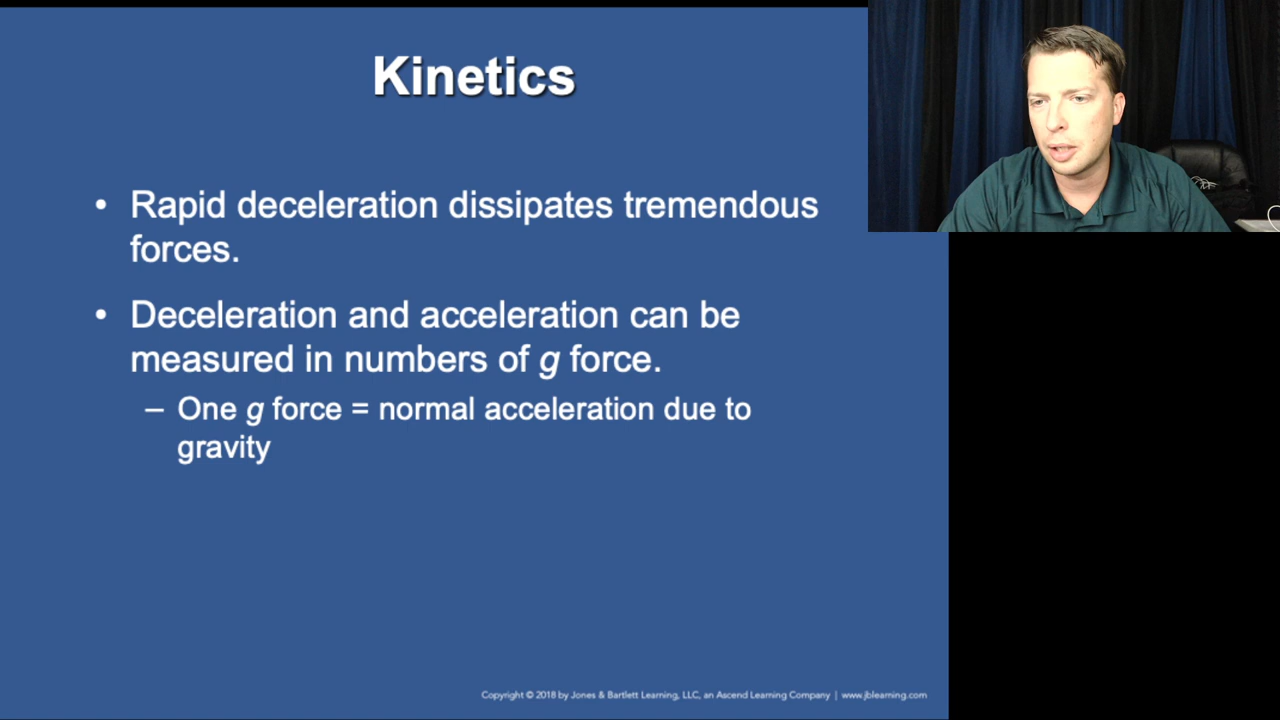 Kinetics
• Rapid deceleration dissipates tremendous
forces.
• Deceleration and acceleration can be
measured in numbers of g force.
– One g force = normal acceleration due to
gravity
Copyright © 2018 by Jones & Bartlett Learning, LLC, an Ascend Learning Company | www.jblearning.com